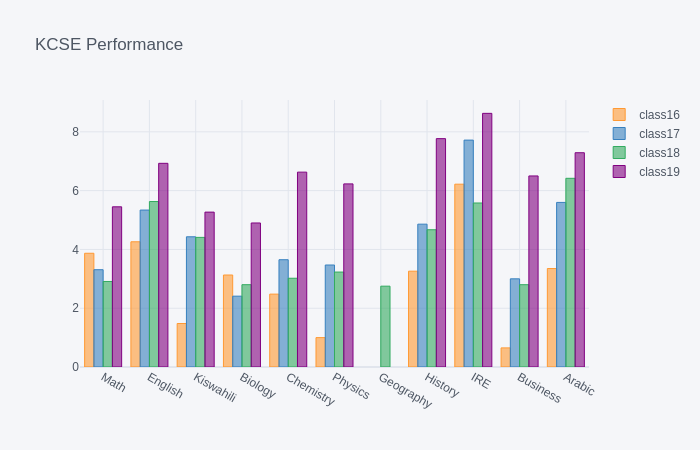 KCSE Performance
class16
class17
class18
class19
8
6
4
2
0
Math
English
Kiswahili
Biology
Chemistry
Physics
Geography
History
IRE
Business
Arabic